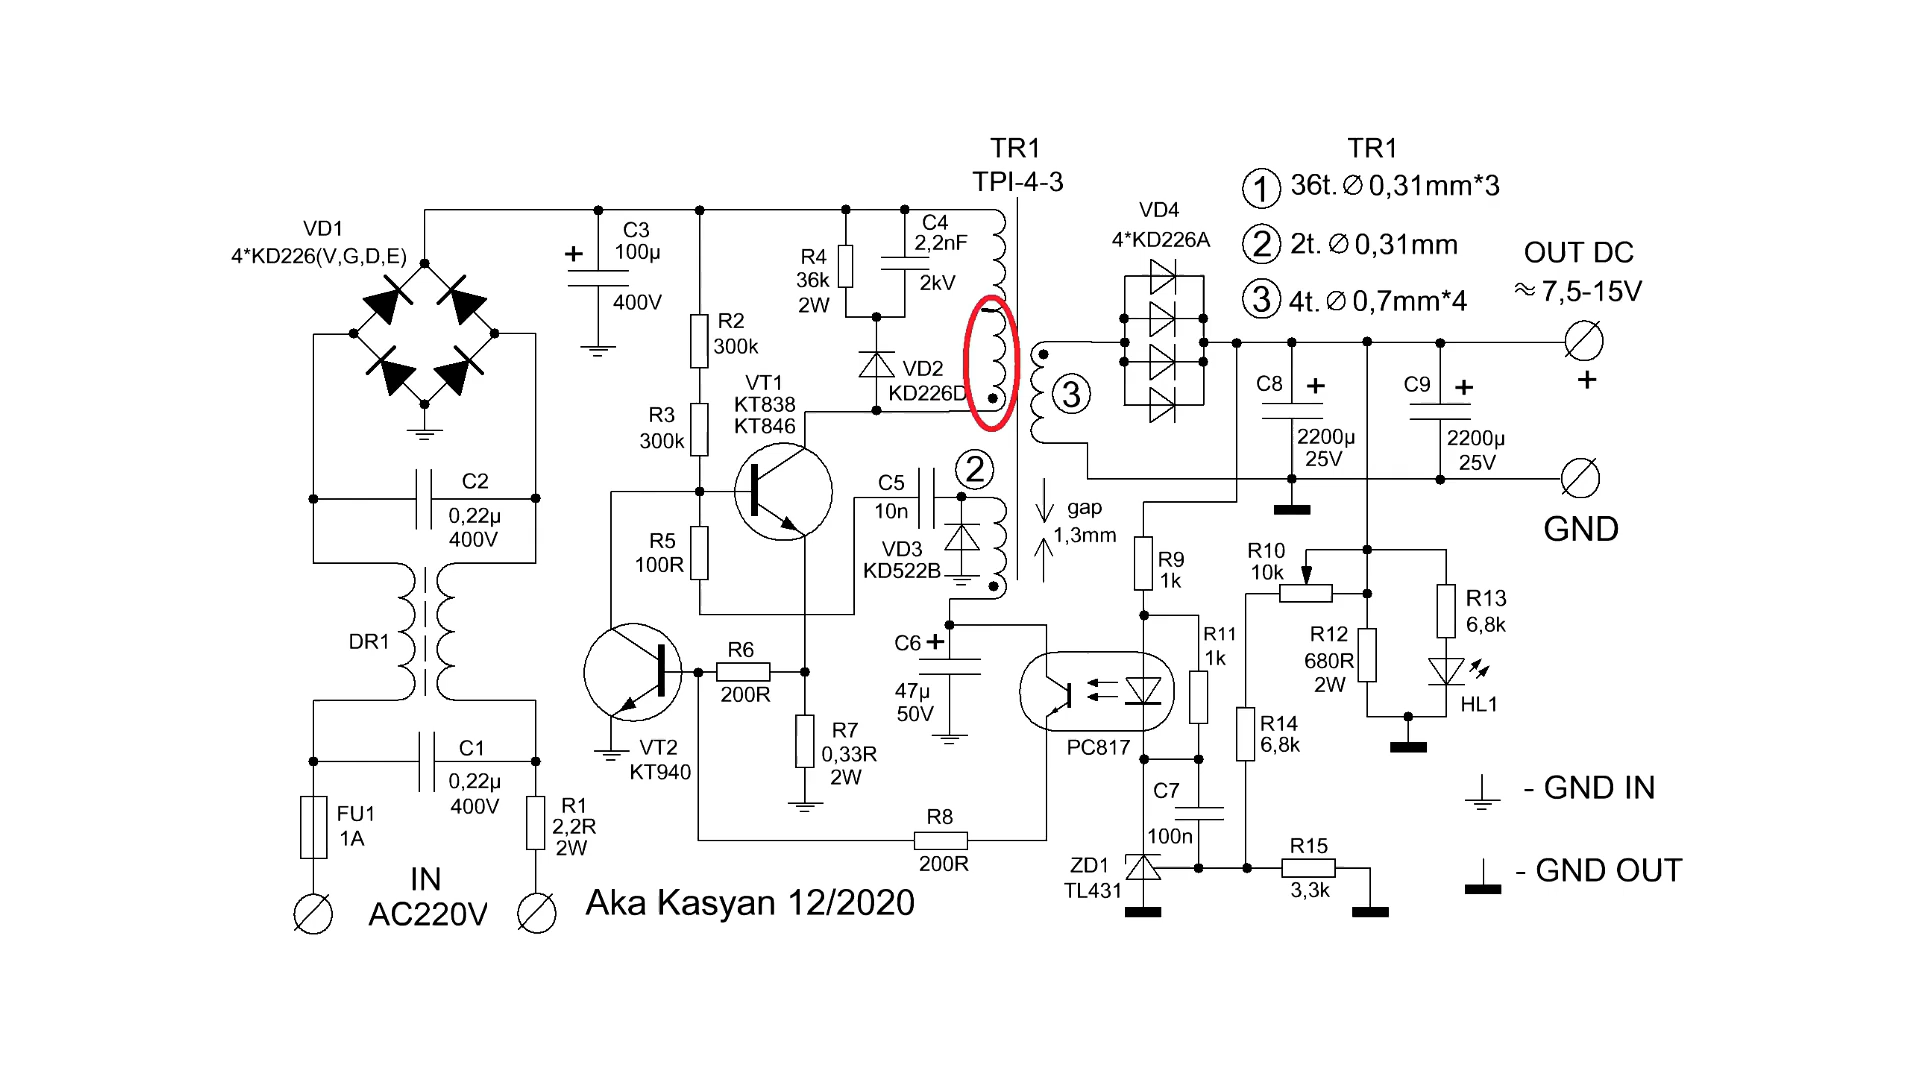 TR1
TPI-4-3
TR1
① 36t. ∅ 0,31mm*3
② 2t. ∅ 0,31mm
③ 4t. ∅ 0,7mm*4
VD4
4*KD226A
OUT DC
≈ 7,5-15V
VD1
4*KD226(V,G,D,E)
+
C3
100µ
400V
R4
36k
2W
C4
2,2nF
2kV
R2
300k
VD2
KD226D
R3
300k
VT1
KT838
KT846
③
C8
+
2200µ
25V
C9
+
2200µ
25V
+
GND
C2
0,22µ
400V
R5
100R
C5
10n
②
VD3
KD522B
gap
1,3mm
R9
1k
R10
10k
R13
6,8k
DR1
R6
200R
C6
+
47µ
50V
R11
1k
R12
680R
2W
HL1
C1
0,22µ
400V
VT2
KT940
R7
0,33R
2W
PC817
R14
6,8k
C7
100n
- GND IN
FU1
1A
R1
2,2R
2W
R8
200R
ZD1
TL431
R15
3,3k
- GND OUT
IN
AC220V
Aka Kasyan 12/2020